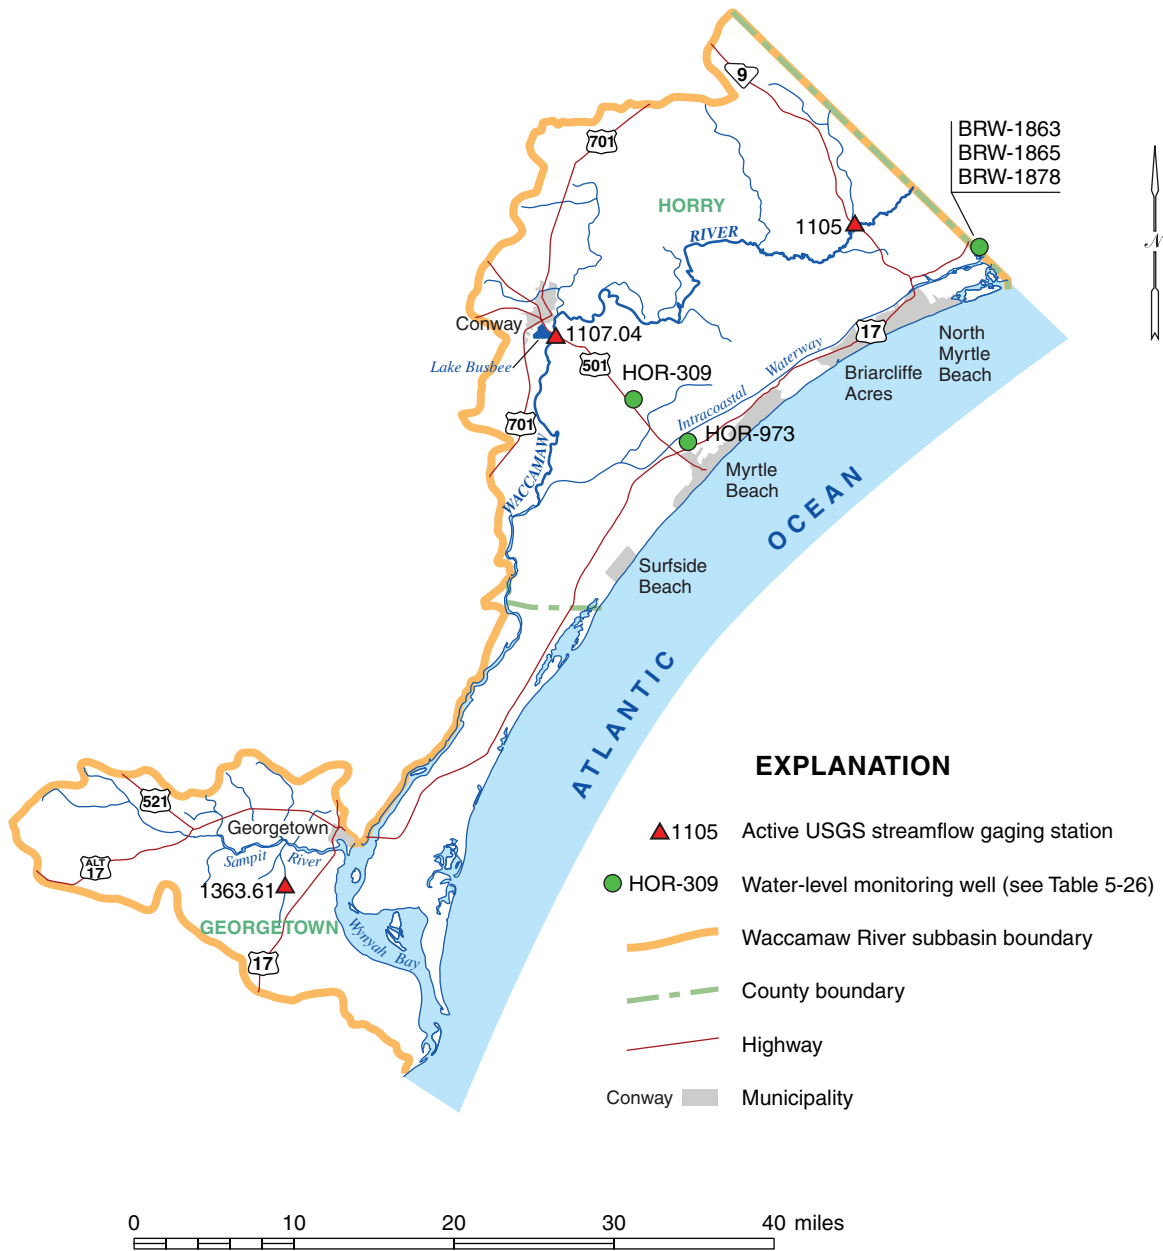 9
BRW-1863
BRW-1865
BRW-1878
701
HORRY
1105
RIVER
N
Conway
1107.04
17
North
Myrtle
Beach
Lake Busbee
501
HOR-309
Waterway
Briarcliffe
Acres
Intracoastal
701
HOR-973
WACCAMAW
Myrtle
Beach
OCEAN
Surfside
Beach
ATLANTIC
EXPLANATION
521
Georgetown
1105 Active USGS streamflow gaging station
ALT
17
Sampit River
1363.61
HOR-309 Water-level monitoring well (see Table 5-26)
GEORGETOWN
Wynyah Bay
Waccamaw River subbasin boundary
17
County boundary
Highway
Conway Municipality
0 10 20 30 40 miles